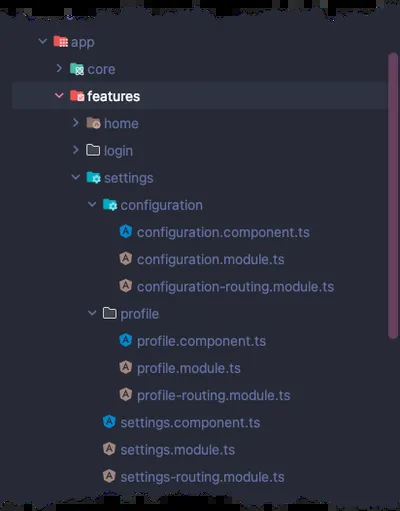 app
core
features
home
login
settings
configuration
configuration.component.ts
configuration.module.ts
configuration-routing.module.ts
profile
profile.component.ts
profile.module.ts
profile-routing.module.ts
settings.component.ts
settings.module.ts
settings-routing.module.ts